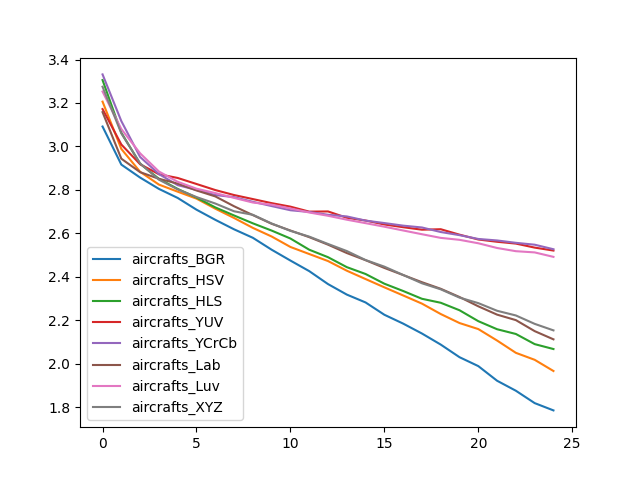 3.4
3.2
3.0
2.8
2.6
2.4
2.2
2.0
1.8
aircrafts_BGR
aircrafts_HSV
aircrafts_HLS
aircrafts_YUV
aircrafts_YCrCb
aircrafts_Lab
aircrafts_Luv
aircrafts_XYZ
0 5 10 15 20 25